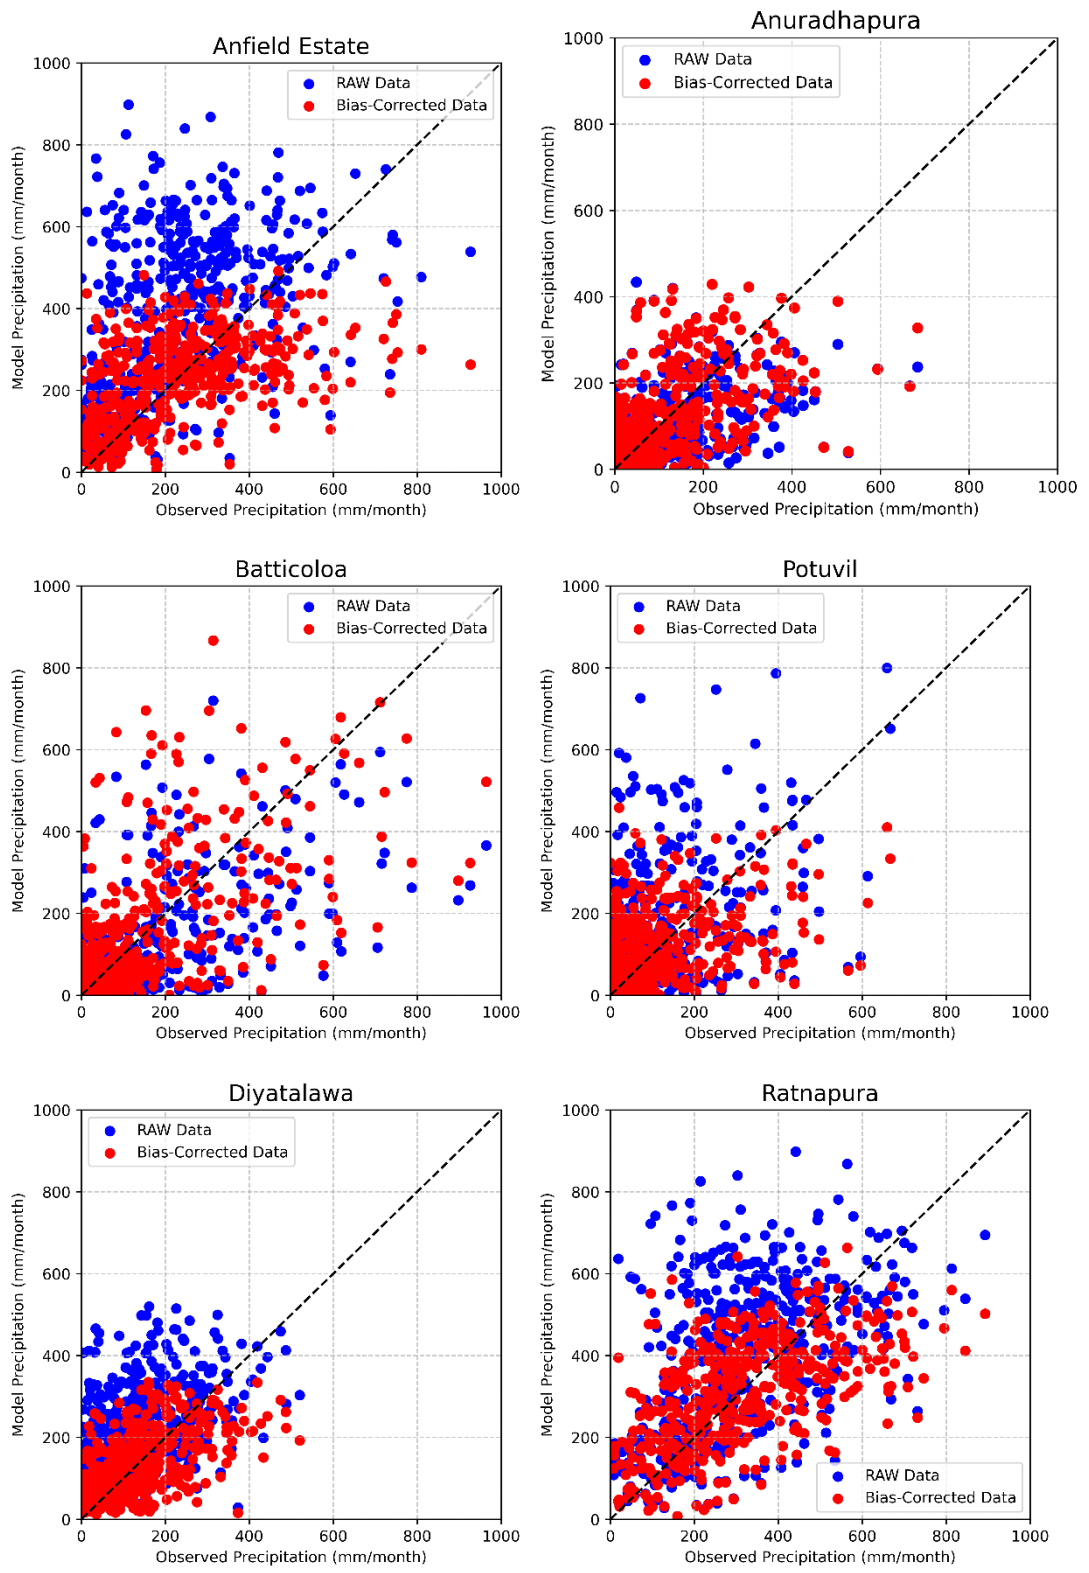 Anfield Estate
1000
800
600
400
200
0
Model Precipitation (mm/month)
RAW Data
Bias-Corrected Data
0 200 400 600 800 1000
Observed Precipitation (mm/month)
Anuradhapura
1000
800
600
400
200
0
Model Precipitation (mm/month)
RAW Data
Bias-Corrected Data
0 200 400 600 800 1000
Observed Precipitation (mm/month)
Batticoloa
1000
800
600
400
200
0
Model Precipitation (mm/month)
RAW Data
Bias-Corrected Data
0 200 400 600 800 1000
Observed Precipitation (mm/month)
Potuvil
1000
800
600
400
200
0
Model Precipitation (mm/month)
RAW Data
Bias-Corrected Data
0 200 400 600 800 1000
Observed Precipitation (mm/month)
Diyatalawa
1000
800
600
400
200
0
Model Precipitation (mm/month)
RAW Data
Bias-Corrected Data
0 200 400 600 800 1000
Observed Precipitation (mm/month)
Ratnapura
1000
800
600
400
200
0
Model Precipitation (mm/month)
RAW Data
Bias-Corrected Data
0 200 400 600 800 1000
Observed Precipitation (mm/month)